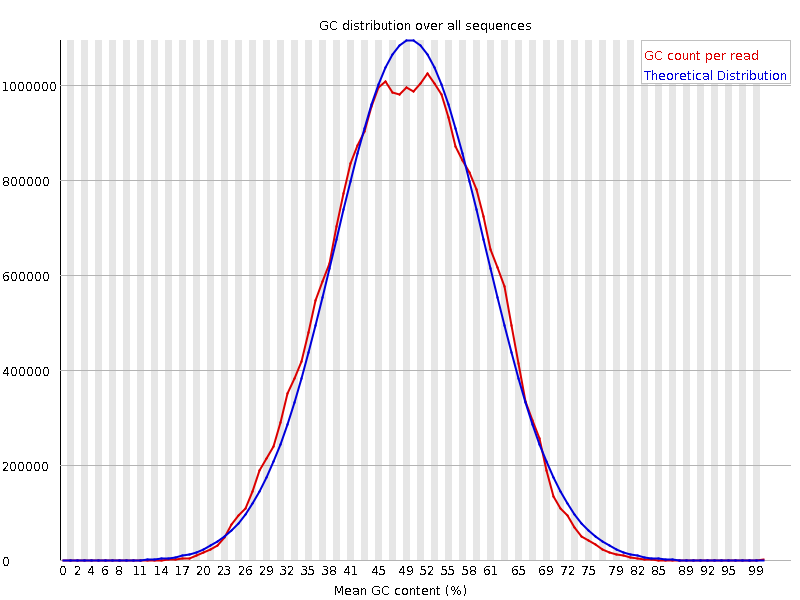 GC distribution over all sequences
GC count per read
Theoretical Distribution
1000000
800000
600000
400000
200000
0
0 2 4 6 8 11 14 17 20 23 26 29 32 35 38 41 45 49 52 55 58 61 65 69 72 75 79 82 85 89 92 95 99
Mean GC content (%)